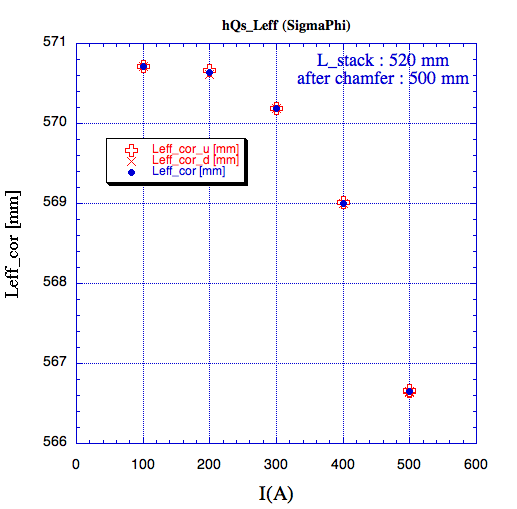 hQs_Leff (SigmaPhi)
571
L_stack : 520 mm
after chamfer : 500 mm
570
Leff_cor_u [mm]
Leff_cor_d [mm]
Leff_cor [mm]
569
Leff_cor [mm]
568
567
566
0 100 200 300 400 500 600
I(A)